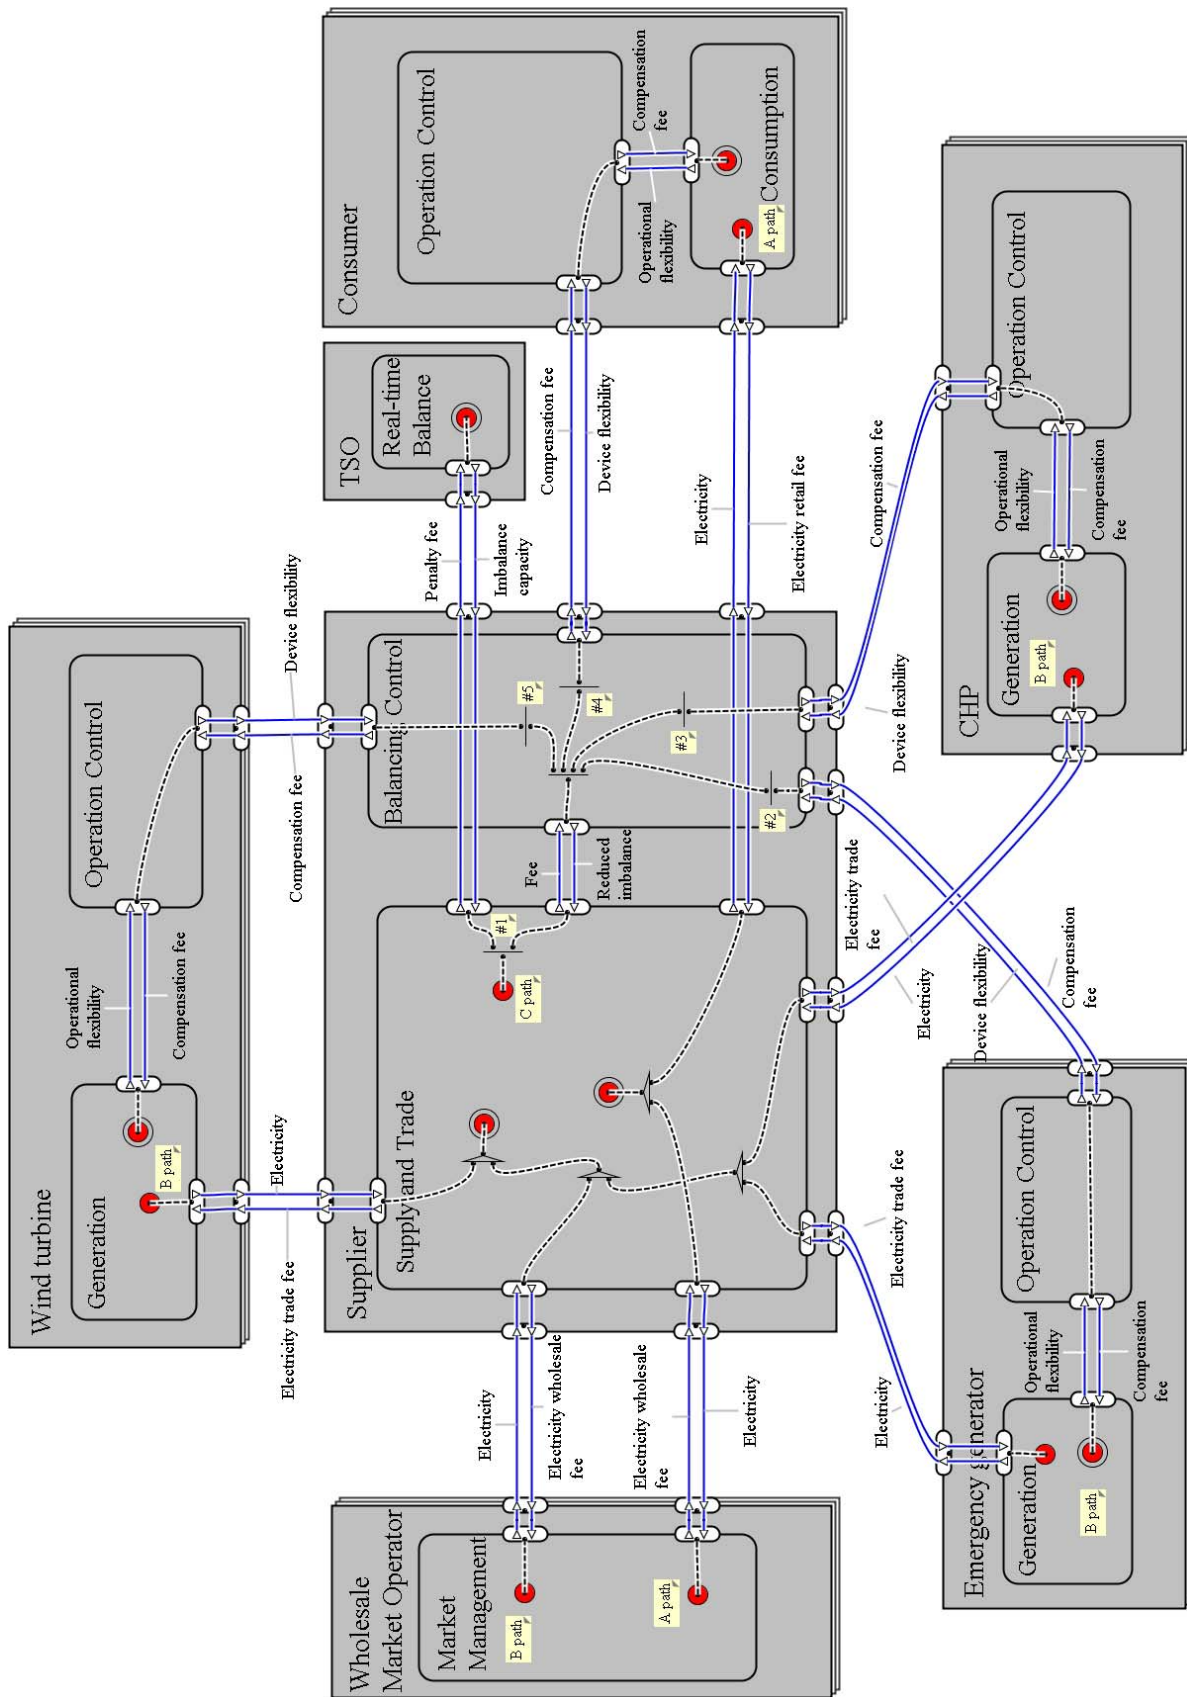 Wind turbine
Generation
B path
Operational
flexibility
Compensation fee
Operation Control
Electricity trade fee
Electricity
Compensation fee
Device flexibility
Wholesale
Market Operator
Market
Management
B path
A path
Electricity
Electricity wholesale
fee
Electricity wholesale
fee
Electricity
Supplier
Supply and Trade
C path
#1
Fee
Reduced
imbalance
Balancing Control
#5
#4
#3
#2
Penalty fee
Imbalance
capacity
TSO
Real-time
Balance
Compensation fee
Device flexibility
Electricity
Electricity retail fee
Consumer
Operation Control
Operational
flexibility
Compensation
fee
A path
Consumption
Electricity
Electricity trade fee
Electricity trade
fee
Electricity
Device flexibility
Compensation
fee
Device flexibility
Compensation fee
Emergency generator
Generation
B path
Operational
flexibility
Compensation
fee
Operation Control
CHP
Generation
B path
Operational
flexibility
Compensation
fee
Operation Control